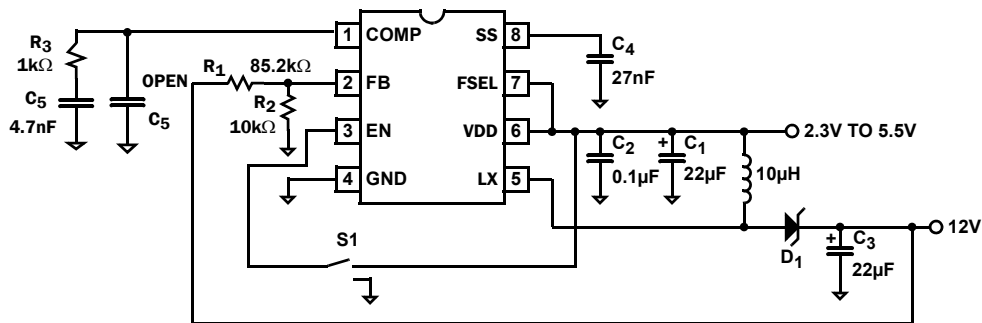 R3
1kΩ
C5
4.7nF
C5
OPEN
R1
85.2kΩ
R2
10kΩ
1 COMP
2 FB
3 EN
4 GND
SS 8
FSEL 7
VDD 6
LX 5
C4
27nF
C2
0.1µF
+ C1
22µF
10µH
2.3V TO 5.5V
D1
+ C3
22µF
12V
S1